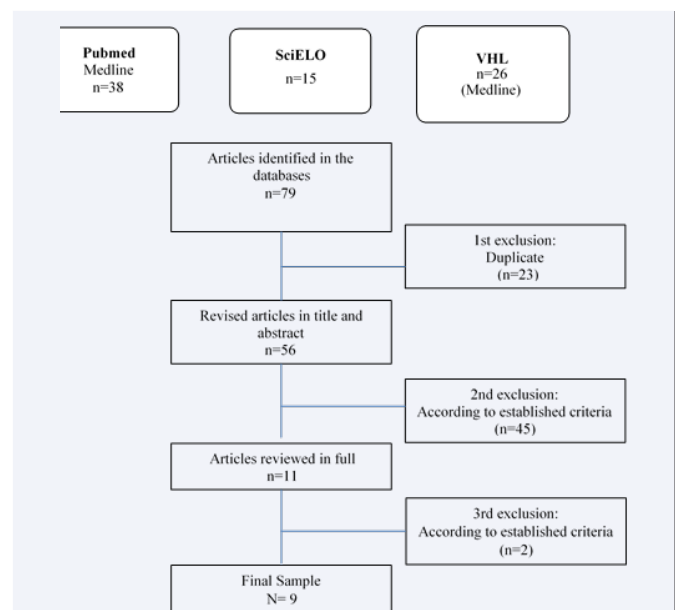 Pubmed
Medline
n=38
SciELO
n=15
VHL
n=26
(Medline)
Articles identified in the
databases
n=79
1st exclusion:
Duplicate
(n=23)
Revised articles in title and
abstract
n=56
2nd exclusion:
According to established criteria
(n=45)
Articles reviewed in full
n=11
3rd exclusion:
According to established criteria
(n=2)
Final Sample
N= 9